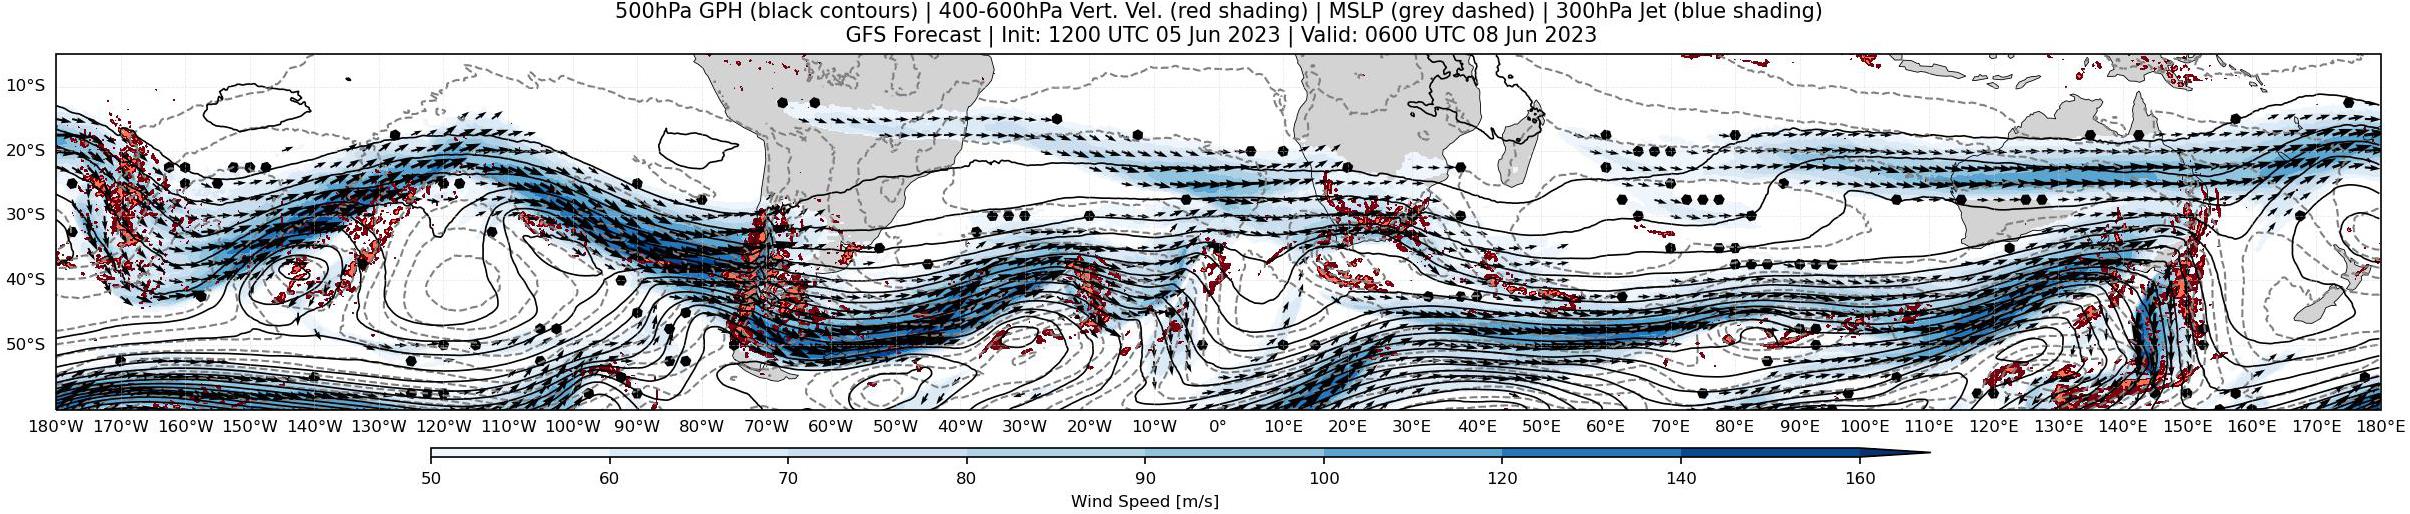 500hPa GPH (black contours) | 400-600hPa Vert. Vel. (red shading) | MSLP (grey dashed) | 300hPa Jet (blue shading)
GFS Forecast | Init: 1200 UTC 05 Jun 2023 | Valid: 0600 UTC 08 Jun 2023
10°S
20°S
30°S
40°S
50°S
180°W 170°W 160°W 150°W 140°W 130°W 120°W 110°W 100°W 90°W 80°W 70°W 60°W 50°W 40°W 30°W 20°W 10°W 0° 10°E 20°E 30°E 40°E 50°E 60°E 70°E 80°E 90°E 100°E 110°E 120°E 130°E 140°E 150°E 160°E 170°E 180°E
50 60 70 80 90 100 120 140 160
Wind Speed [m/s]